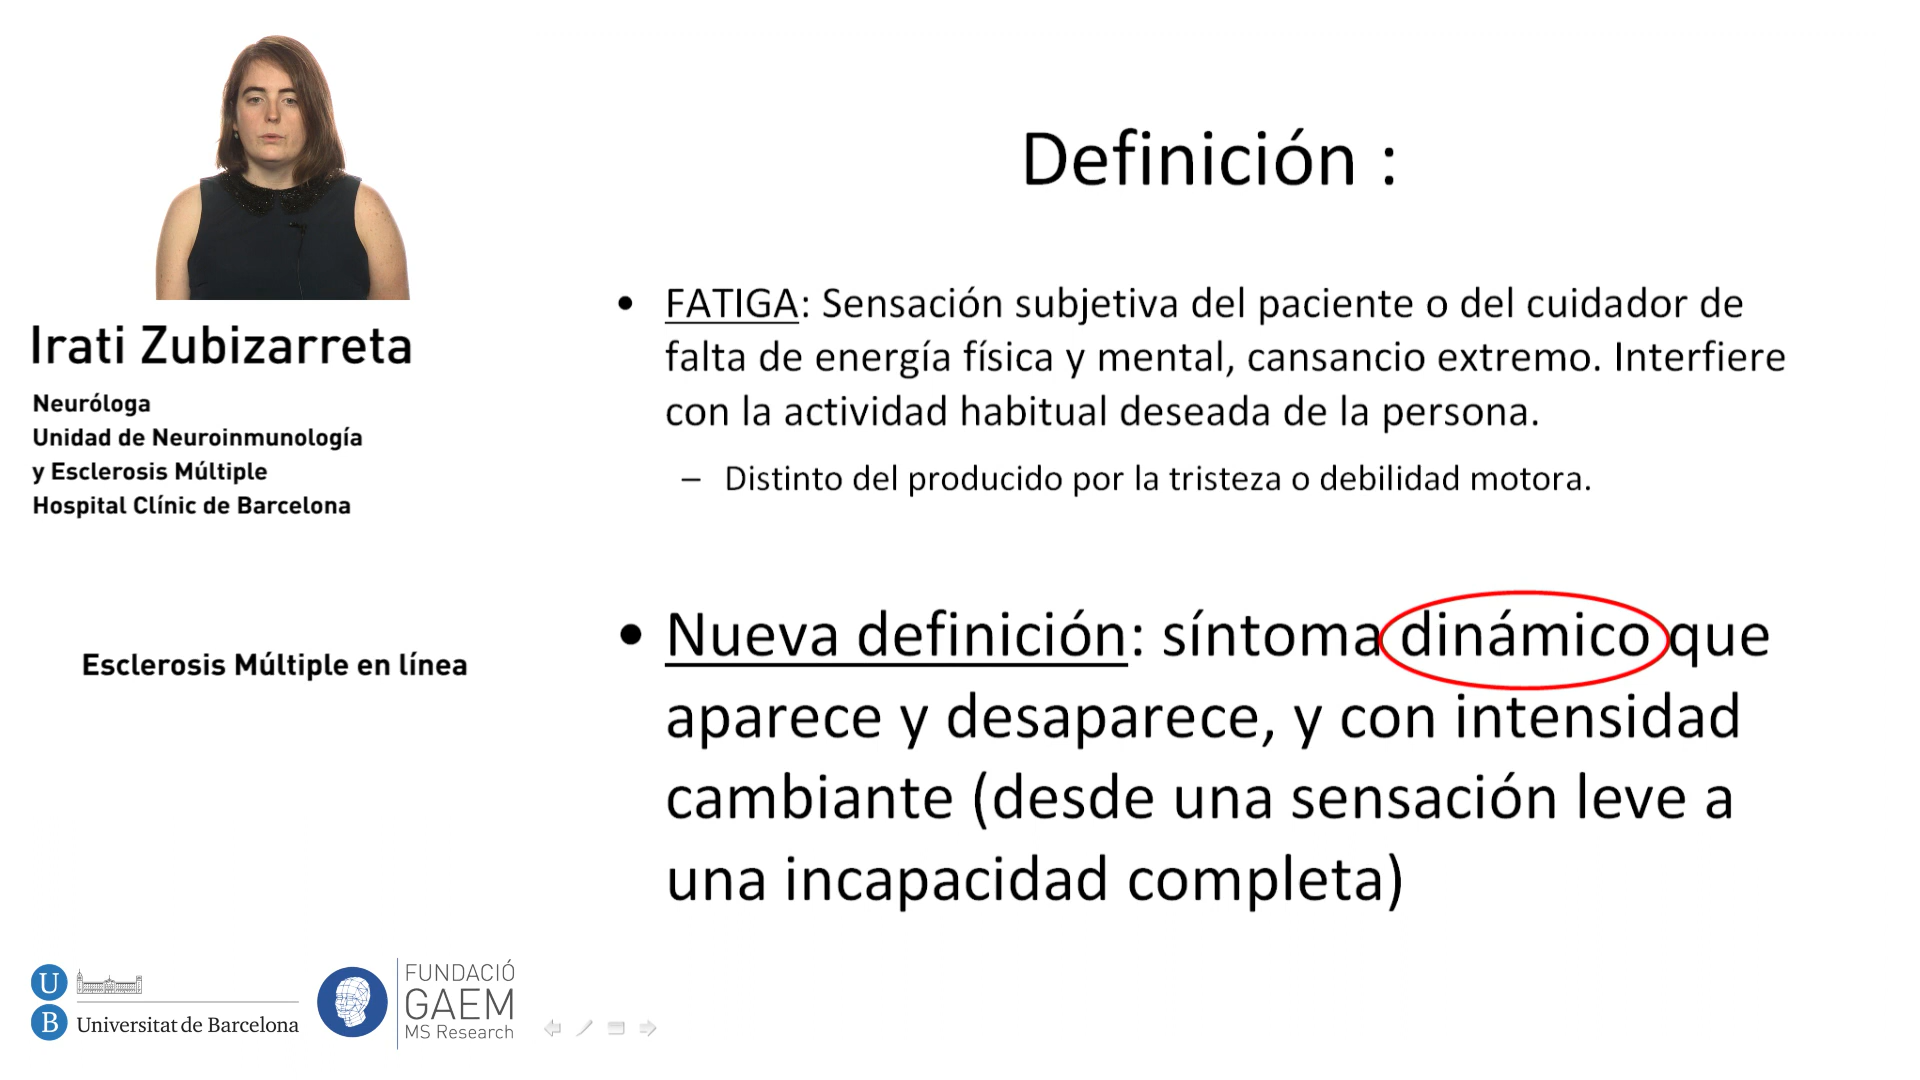 Irati Zubizarreta
Neuróloga
Unidad de Neuroinmunología
y Esclerosis Múltiple
Hospital Clínic de Barcelona
Esclerosis Múltiple en línea
Definición :
• FATIGA: Sensación subjetiva del paciente o del cuidador de
falta de energía física y mental, cansancio extremo. Interfiere
con la actividad habitual deseada de la persona.
– Distinto del producido por la tristeza o debilidad motora.
• Nueva definición: síntoma dinámico que
aparece y desaparece, y con intensidad
cambiante (desde una sensación leve a
una incapacidad completa)
U
B Universitat de Barcelona
FUNDACIÓ
GAEM
MS Research